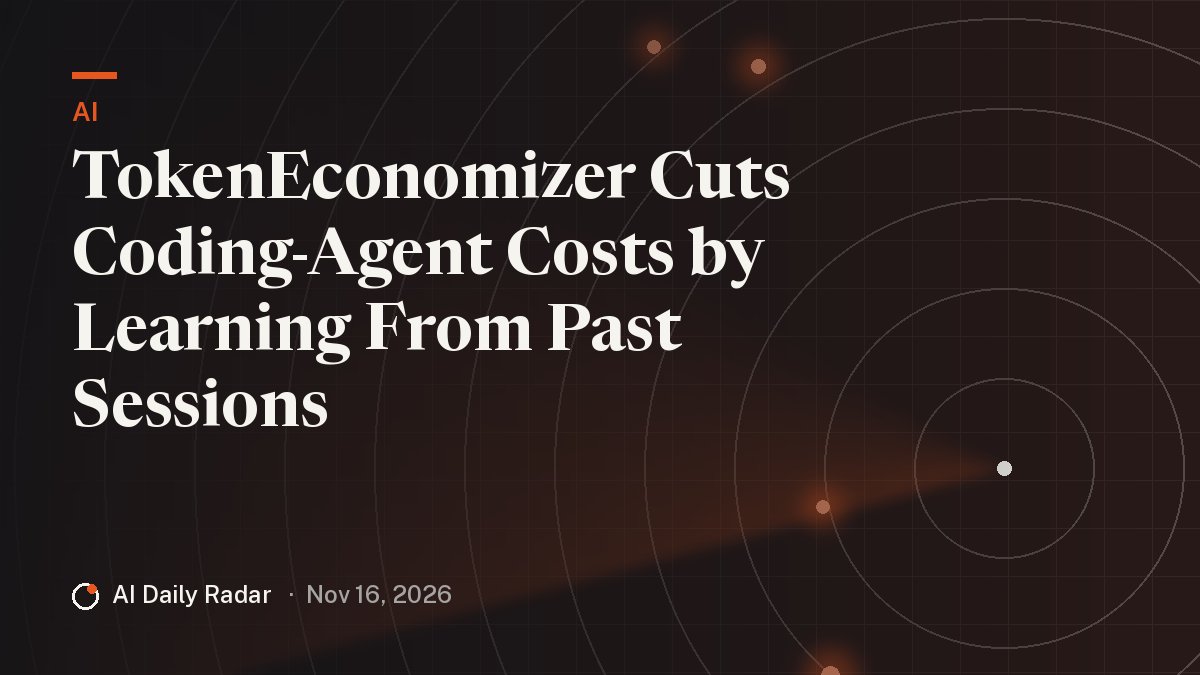 AI
TokenEconomizer Cuts
Coding-Agent Costs by
Learning From Past
Sessions
AI Daily Radar · Nov 16, 2026